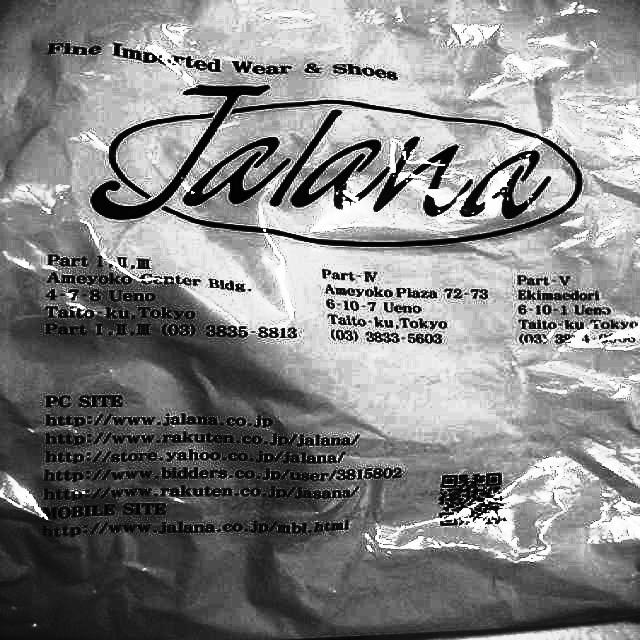 Fine Imported Wear & Shoes
Jalana
Part I,II,III
Ameyoko Center Bldg.
4-7-8 Ueno
Taito-ku,Tokyo
Part I,II,III (03) 3835-8813
Part-IV
Ameyoko Plaza 72-73
6-10-7 Ueno
Taito-ku,Tokyo
(03) 3833-5603
Part-V
Ekimaedori
6-10-1 Ueno
Taito-ku Tokyo
(03)
PC SITE
http://www.jalana.co.jp
http://www.rakuten.co.jp/jalana/
http://store.yahoo.co.jp/jalana/
http://www.bidders.co.jp/user/3815802
http://www.rakuten.co.jp/jasana/
MOBILE SITE
http://www.jalana.co.jp/mbl.html